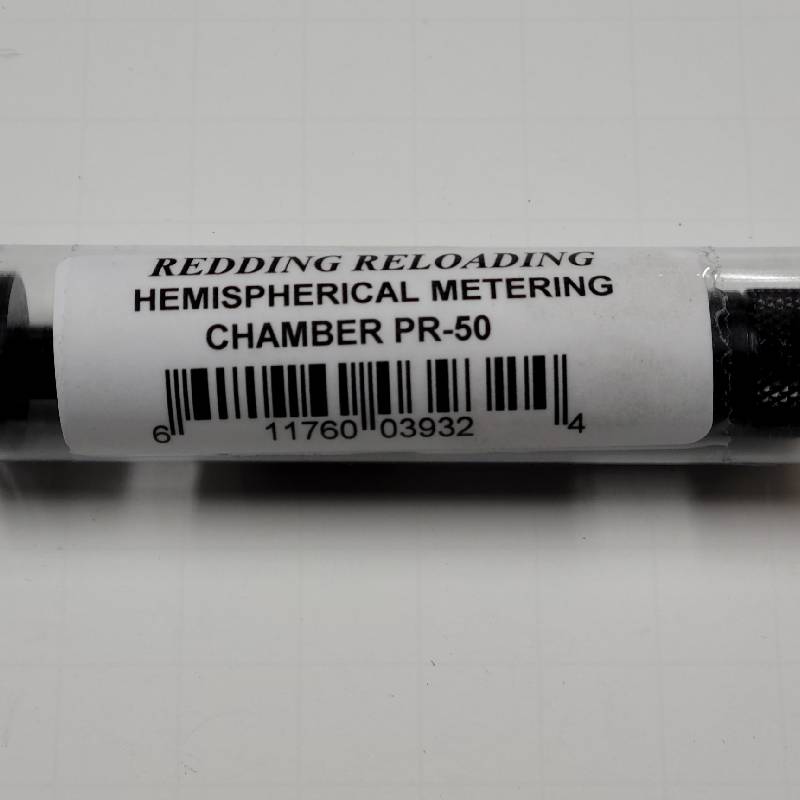 REDDING RELOADING
HEMISPHERICAL METERING
CHAMBER PR-50
6 11760 03932 4